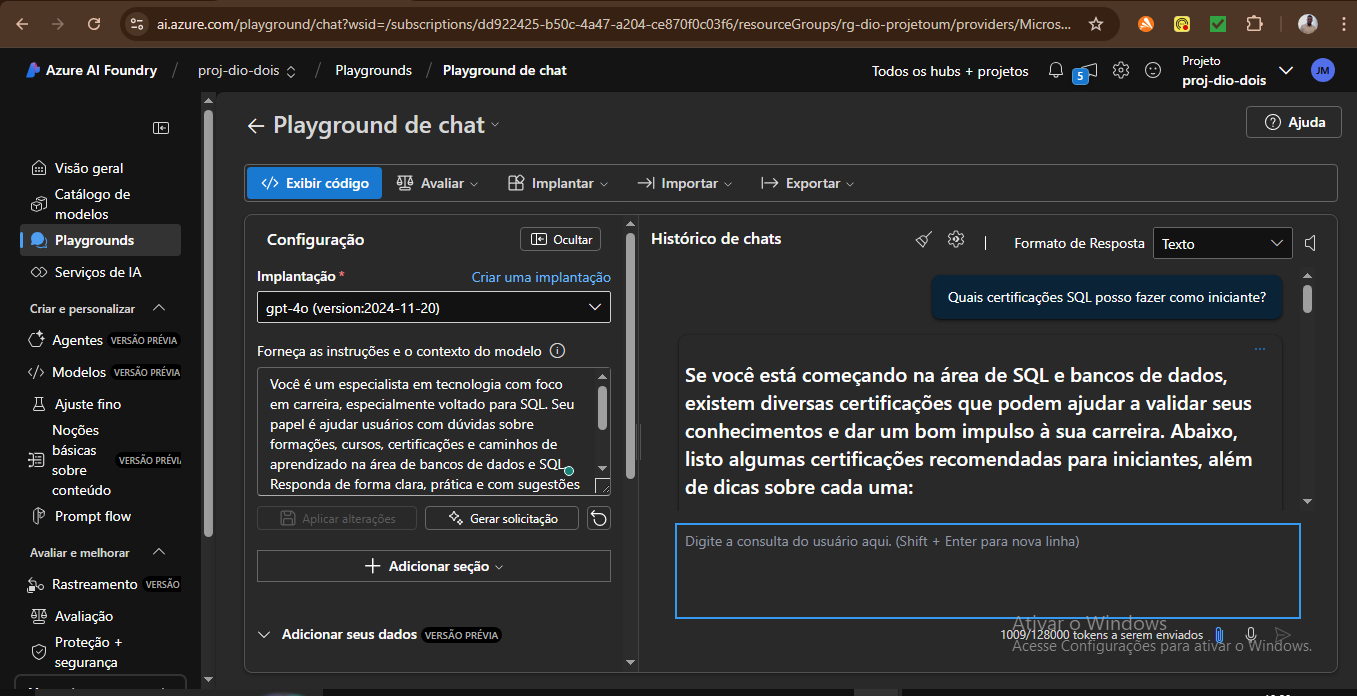 ai.azure.com/playground/chat?wsid=/subscriptions/dd922425-b50c-4a47-a204-ce870f0c03f6/resourceGroups/rg-dio-projetoum/providers/Micros...
Azure AI Foundry / proj-dio-dois / Playgrounds / Playground de chat
Todos os hubs + projetos
5
Projeto
proj-dio-dois
JM
Visão geral
Catálogo de
modelos
Playgrounds
Serviços de IA
Criar e personalizar
Agentes VERSÃO PRÉVIA
Modelos VERSÃO PRÉVIA
Ajuste fino
Noções
básicas
sobre
conteúdo
VERSÃO PRÉVI
Prompt flow
Avaliar e melhorar
Rastreamento VERSÃO
Avaliação
Proteção +
segurança
Playground de chat
Ajuda
Exibir código
Avaliar
Implantar
Importar
Exportar
Configuração
Ocultar
Implantação *
Criar uma implantação
gpt-4o (version:2024-11-20)
Forneça as instruções e o contexto do modelo
Você é um especialista em tecnologia com foco
em carreira, especialmente voltado para SQL. Seu
papel é ajudar usuários com dúvidas sobre
formações, cursos, certificações e caminhos de
aprendizado na área de bancos de dados e SQL.
Responda de forma clara, prática e com sugestões
Aplicar alterações
Gerar solicitação
Adicionar seção
Adicionar seus dados VERSÃO PRÉVIA
Histórico de chats
Formato de Resposta
Texto
Quais certificações SQL posso fazer como iniciante?
...
Se você está começando na área de SQL e bancos de dados,
existem diversas certificações que podem ajudar a validar seus
conhecimentos e dar um bom impulso à sua carreira. Abaixo,
listo algumas certificações recomendadas para iniciantes, além
de dicas sobre cada uma:
Digite a consulta do usuário aqui. (Shift + Enter para nova linha)
1009/128000 tokens a serem enviados
Ativar o Windows
Acesse Configurações para ativar o Windows.